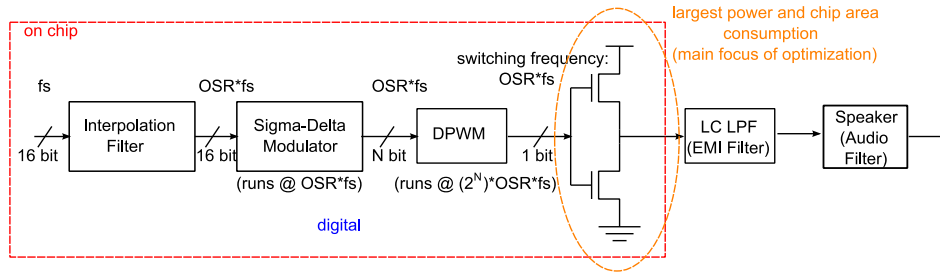 largest power and chip area
consumption
(main focus of optimization)
on chip
switching frequency:
OSR*fs
fs
OSR*fs
OSR*fs
Interpolation
Filter
Sigma-Delta
Modulator
DPWM
LC LPF
(EMI Filter)
Speaker
(Audio
Filter)
16 bit
16 bit
N bit
1 bit
(runs @ OSR*fs)
(runs @ (2^N)*OSR*fs)
digital